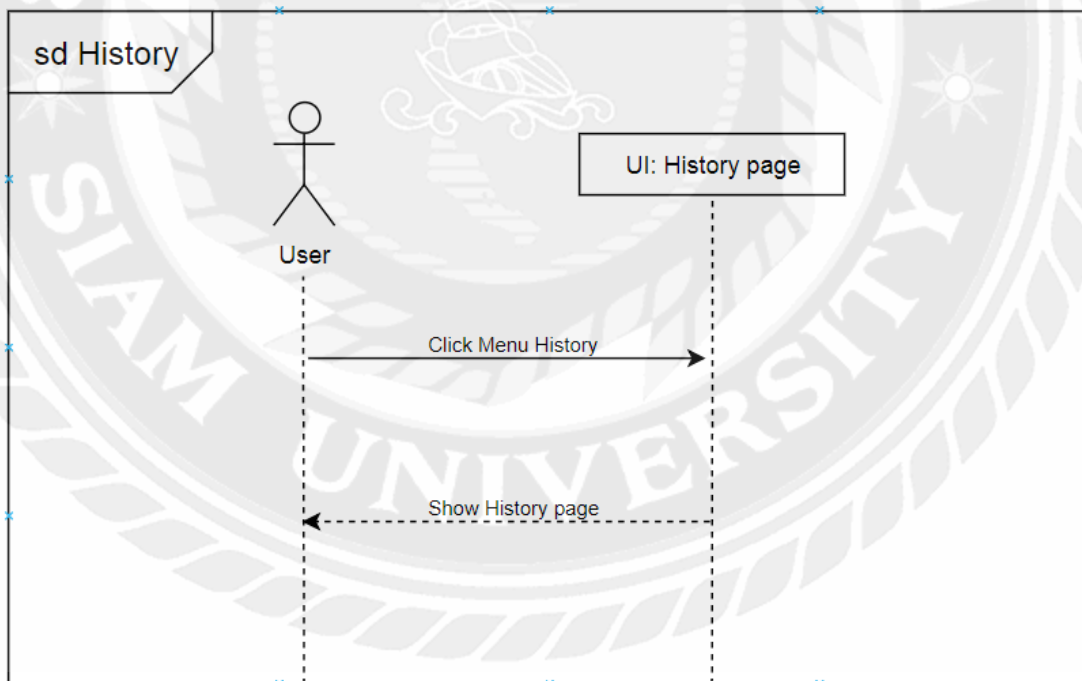 sd History
UI: History page
User
Click Menu History
Show History page
SIAM UNIVERSITY